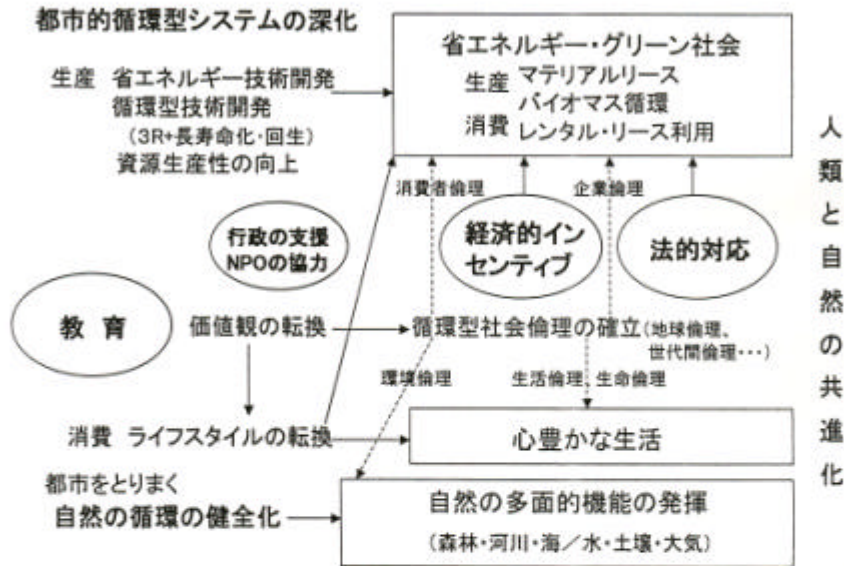 都市的循環型システムの深化
生産 省エネルギー技術開発
循環型技術開発
(3R+長寿命化・回生)
資源生産性の向上
省エネルギー・グリーン社会
生産 マテリアルリース
バイオマス循環
消費 レンタル・リース利用
消費者倫理
企業倫理
行政の支援
NPOの協力
経済的イン
センティブ
法的対応
教育
価値観の転換
循環型社会倫理の確立(地球倫理、
世代間倫理・・・)
環境倫理
生活倫理、生命倫理
消費 ライフスタイルの転換
心豊かな生活
都市をとりまく
自然の循環の健全化
自然の多面的機能の発揮
(森林・河川・海/水・土壌・大気)
人類と自然の共進化